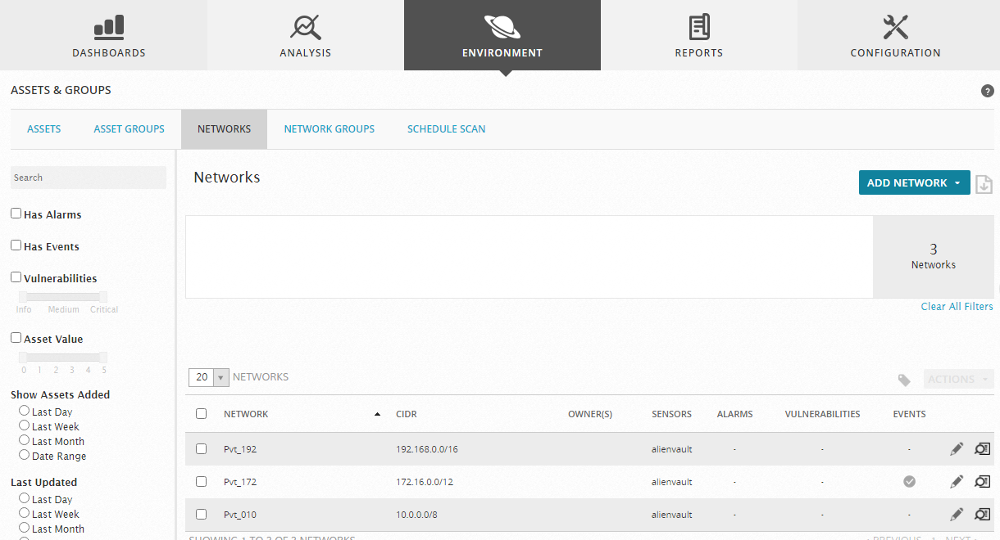 DASHBOARDS ANALYSIS ENVIRONMENT REPORTS CONFIGURATION
ASSETS & GROUPS ?
ASSETS ASSET GROUPS NETWORKS NETWORK GROUPS SCHEDULE SCAN
Search
Has Alarms
Has Events
Vulnerabilities
Info Medium Critical
Asset Value
0 1 2 3 4 5
Show Assets Added
Last Day
Last Week
Last Month
Date Range
Last Updated
Last Day
Last Week
Last Month
Networks
ADD NETWORK
3
Networks
Clear All Filters
20 NETWORKS ACTIONS
NETWORK CIDR OWNER(S) SENSORS ALARMS VULNERABILITIES EVENTS
Pvt_192 192.168.0.0/16 alienvault - - -
Pvt_172 172.16.0.0/12 alienvault - -
Pvt_010 10.0.0.0/8 alienvault - - -
SHOWING 1 TO 3 OF 3 NETWORKS < PREVIOUS 1 NEXT >